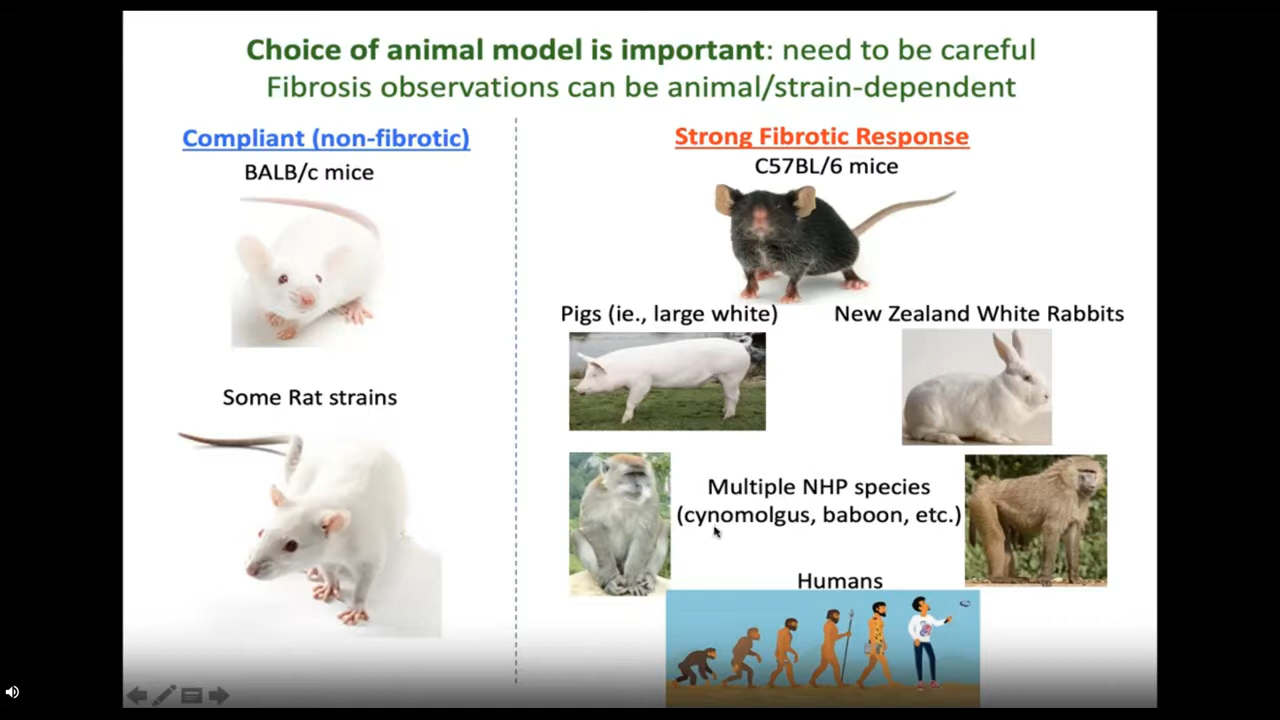 Choice of animal model is important: need to be careful
Fibrosis observations can be animal/strain-dependent
Compliant (non-fibrotic)
BALB/c mice
Some Rat strains
Strong Fibrotic Response
C57BL/6 mice
Pigs (ie., large white)
New Zealand White Rabbits
Multiple NHP species
(cynomolgus, baboon, etc.)
Humans